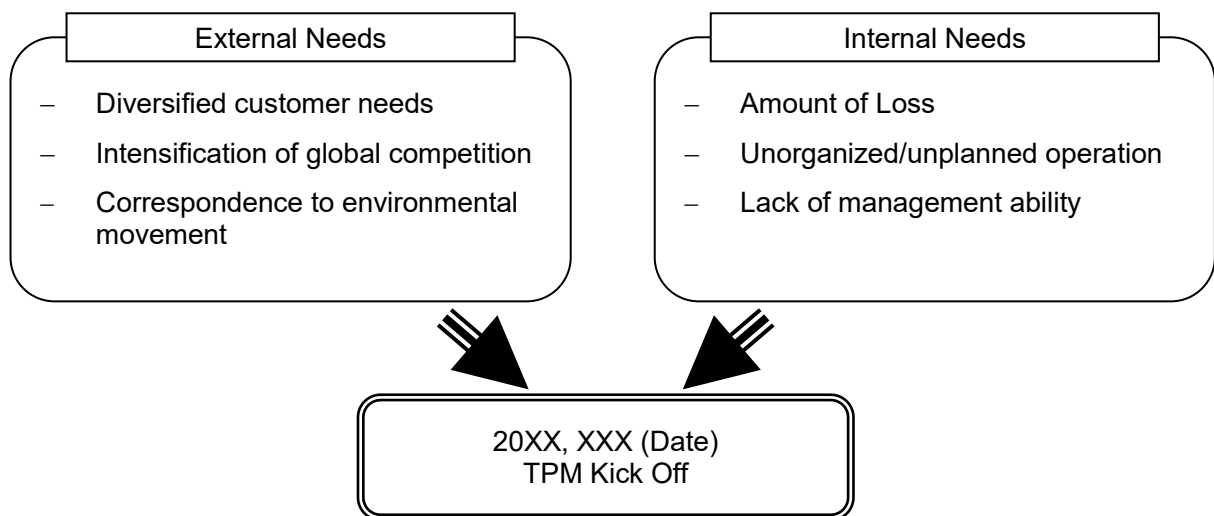 External Needs
– Diversified customer needs
– Intensification of global competition
– Correspondence to environmental
movement
Internal Needs
– Amount of Loss
– Unorganized/unplanned operation
– Lack of management ability
20XX, XXX (Date)
TPM Kick Off